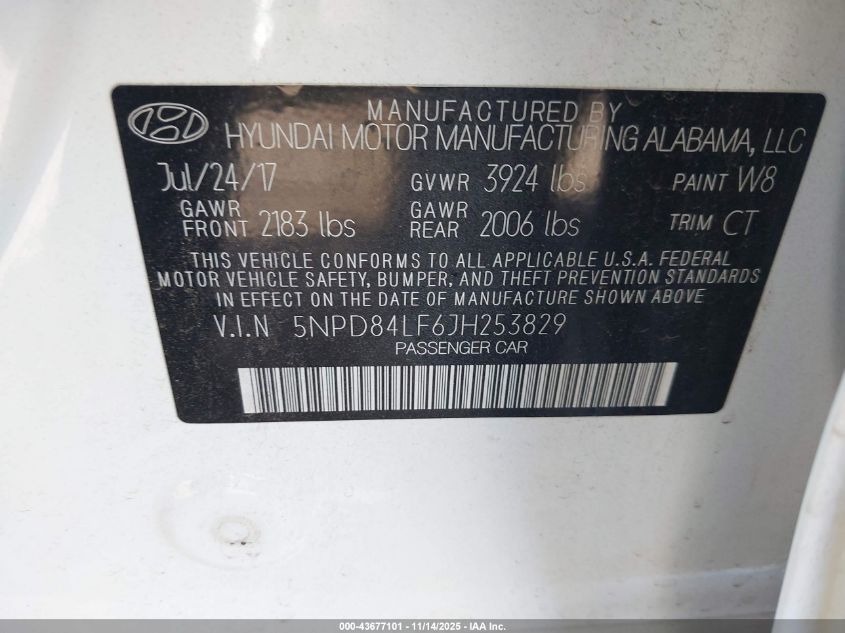 MANUFACTURED BY
HYUNDAI MOTOR MANUFACTURING ALABAMA, LLC
Jul/24/17 GVWR 3924 lbs PAINT W8
GAWR FRONT 2183 lbs GAWR REAR 2006 lbs TRIM CT
THIS VEHICLE CONFORMS TO ALL APPLICABLE U.S.A. FEDERAL
MOTOR VEHICLE SAFETY, BUMPER, AND THEFT PREVENTION STANDARDS
IN EFFECT ON THE DATE OF MANUFACTURE SHOWN ABOVE.
V.I.N 5NPD84LF6JH253829
PASSENGER CAR
000-43677101 - 11/14/2025 - IAA Inc.